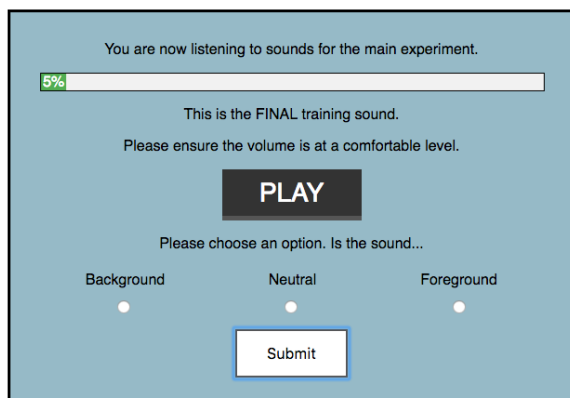 You are now listening to sounds for the main experiment.
5%
This is the FINAL training sound.
Please ensure the volume is at a comfortable level.
PLAY
Please choose an option. Is the sound...
Background Neutral Foreground
Submit